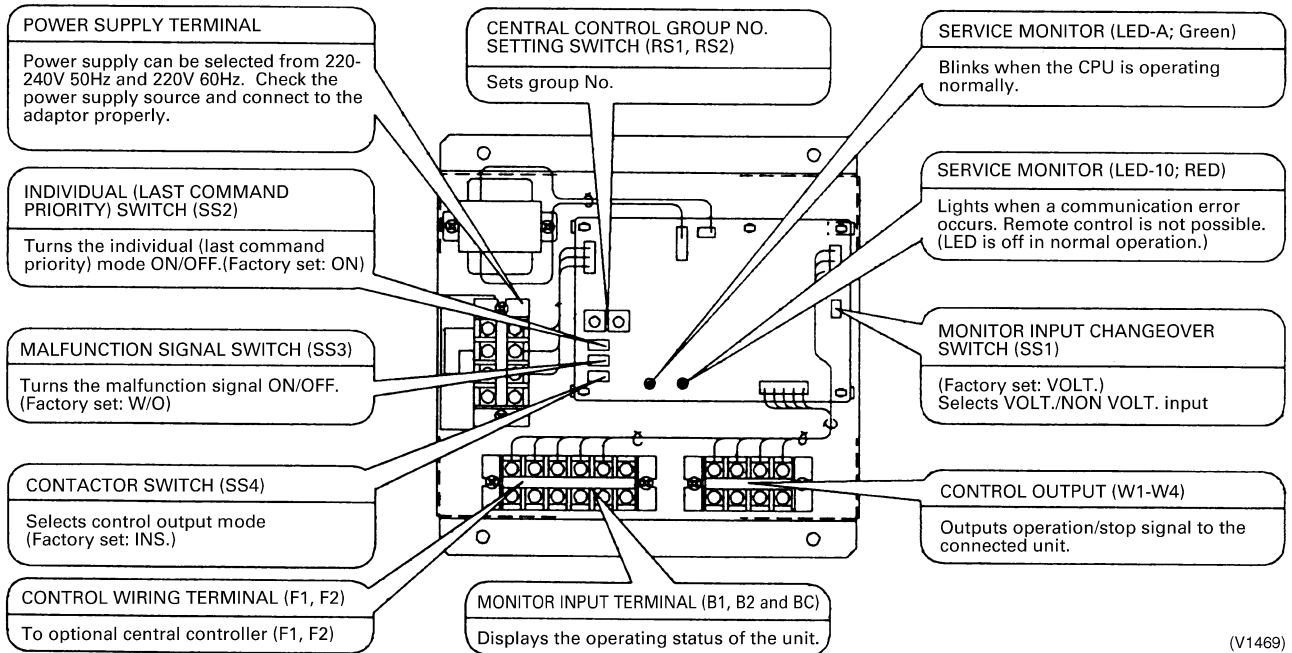 POWER SUPPLY TERMINAL
Power supply can be selected from 220-
240V 50Hz and 220V 60Hz. Check the
power supply source and connect to the
adaptor properly.
INDIVIDUAL (LAST COMMAND
PRIORITY) SWITCH (SS2)
Turns the individual (last command
priority) mode ON/OFF.(Factory set: ON)
MALFUNCTION SIGNAL SWITCH (SS3)
Turns the malfunction signal ON/OFF.
(Factory set: W/O)
CONTACTOR SWITCH (SS4)
Selects control output mode
(Factory set: INS.)
CONTROL WIRING TERMINAL (F1, F2)
To optional central controller (F1, F2)
CENTRAL CONTROL GROUP NO.
SETTING SWITCH (RS1, RS2)
Sets group No.
MONITOR INPUT TERMINAL (B1, B2 and BC)
Displays the operating status of the unit.
SERVICE MONITOR (LED-A; Green)
Blinks when the CPU is operating
normally.
SERVICE MONITOR (LED-10; RED)
Lights when a communication error
occurs. Remote control is not possible.
(LED is off in normal operation.)
MONITOR INPUT CHANGEOVER
SWITCH (SS1)
(Factory set: VOLT.)
Selects VOLT./NON VOLT. input
CONTROL OUTPUT (W1-W4)
Outputs operation/stop signal to the
connected unit.
(V1469)